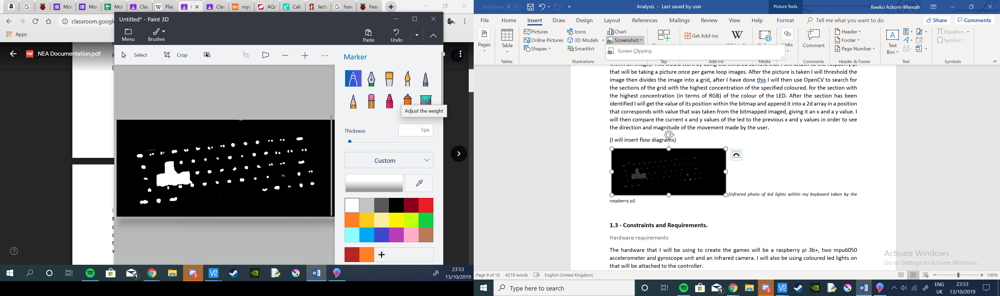 Mot
Mot
Mot
Clas
Play
Clas
roya
AQA
Calc
lectu
how
Feas
classroom.google
Apps
NEA Documentation.pdf
Untitled* - Paint 3D
Menu
Brushes
Paste
Undo
Select
Crop
Marker
Adjust the weight
Thickness
5px
Custom
23:53
13/10/2019
AutoSave Off
Analysis - Last saved by user
Picture Tools
Kweku Ackom-Mensah
File Home Insert Draw Design Layout References Mailings Review View Help Format Tell me what you want to do
Share
Comments
Pages
Table
Tables
Pictures
Online Pictures
Shapes
Icons
3D Models
SmartArt
Chart
Screenshot
Screen Clipping
Illustrations
Tap
Get Add-ins
Add-ins
Media
Links
Comment
Comments
Header
Footer
Page Number
Header & Footer
Text
Box
Text
Equation
Symbol
Symbols
that will be taking a picture once per game loop images. After the picture is taken I will threshold the
image then divides the image into a grid, after I have done this I will then use OpenCV to search for
the sections of the grid with the highest concentration of the specified coloured. for the section with
the highest concentration (in terms of RGB) of the colour of the LED. After the section has been
identified I will get the value of its position within the bitmap and append it into a 2d array in a position
that corresponds with value that was taken from the bitmapped imaged, giving it an x and a y value. I
will then compare the current x and y values of the led to the previous x and y values in order to see
the direction and magnitude of the movement made by the user.
(I will insert flow diagrams)
(infrared photo of led lights within my keyboard taken by the
raspberry pi)
1.3 - Constraints and Requirements.
Hardware requirements
The hardware that I will be using to create the games will be a raspberry pi 3b+, two mpu6050
accelerometer and gyroscope unit and an infrared camera. I will also be using coloured led lights on
that will be attached to the controller.
Activate Windows
Go to Settings to activate Windows.
Page 9 of 10 4219 words English (United Kingdom)
100%
Type here to search
ENG
UK
23:53
13/10/2019